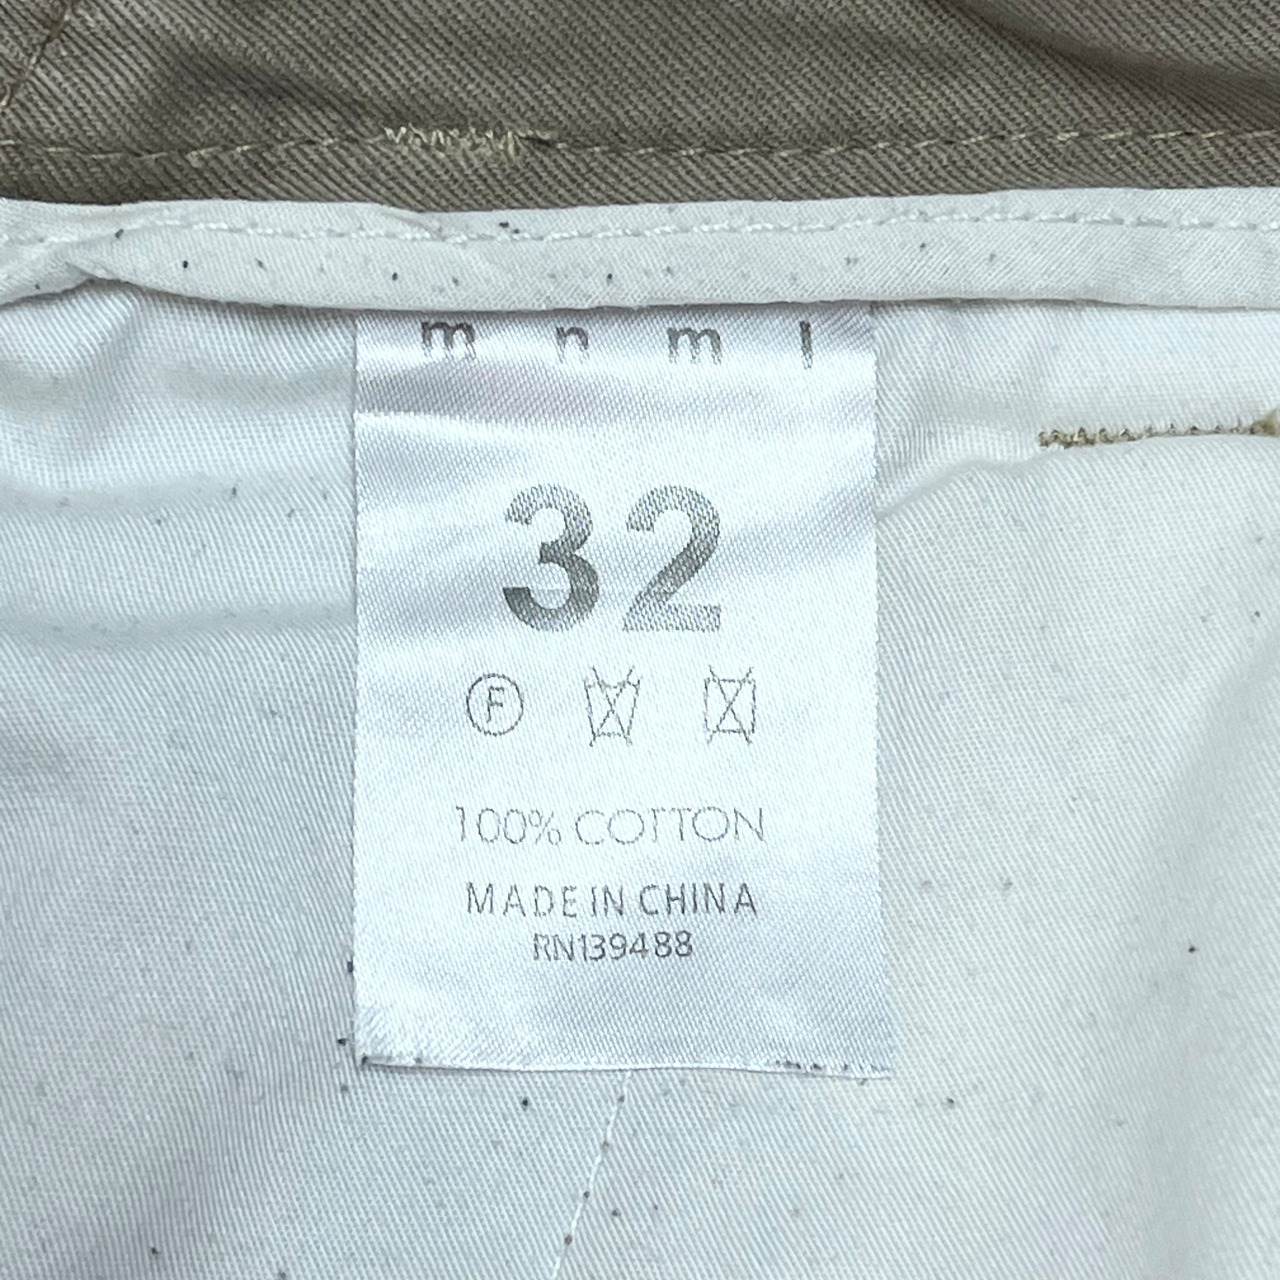 m n m l
32
F
100% COTTON
MADE IN CHINA
RN139488